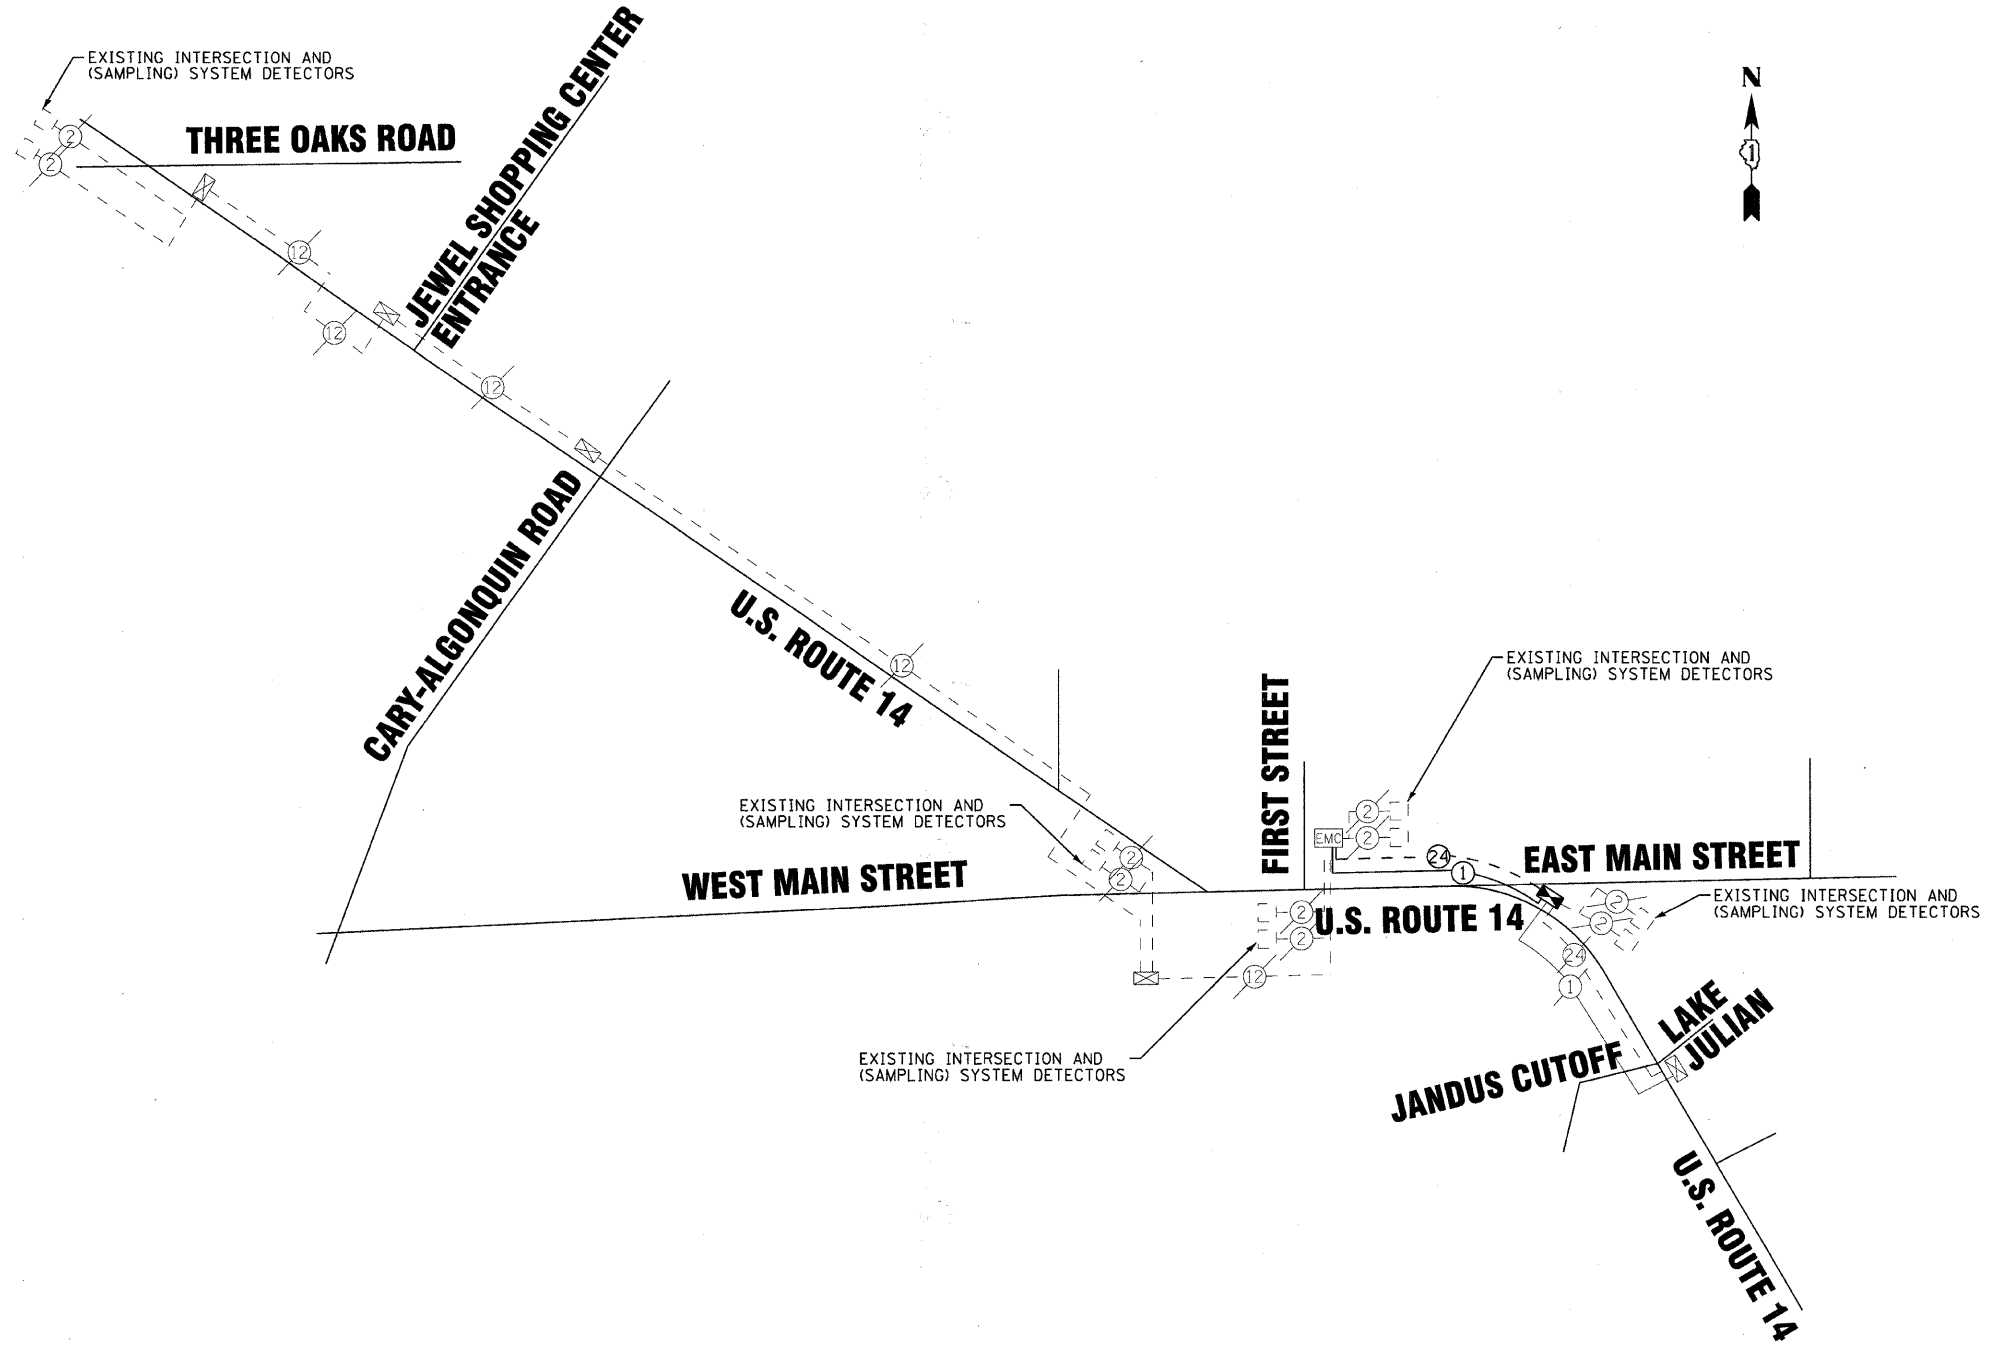 EXISTING INTERSECTION AND
(SAMPLING) SYSTEM DETECTORS
N
1
THREE OAKS ROAD
2
2
JEWEL SHOPPING CENTER
ENTRANCE
12
12
12
CARY-ALGONQUIN ROAD
U.S. ROUTE 14
12
EXISTING INTERSECTION AND
(SAMPLING) SYSTEM DETECTORS
FIRST STREET
EXISTING INTERSECTION AND
(SAMPLING) SYSTEM DETECTORS
2
EMC
2
2
2
WEST MAIN STREET
24
1
EAST MAIN STREET
EXISTING INTERSECTION AND
(SAMPLING) SYSTEM DETECTORS
2
2
U.S. ROUTE 14
2
2
24
12
1
EXISTING INTERSECTION AND
(SAMPLING) SYSTEM DETECTORS
LAKE
JULIAN
JANDUS CUTOFF
U.S. ROUTE 14